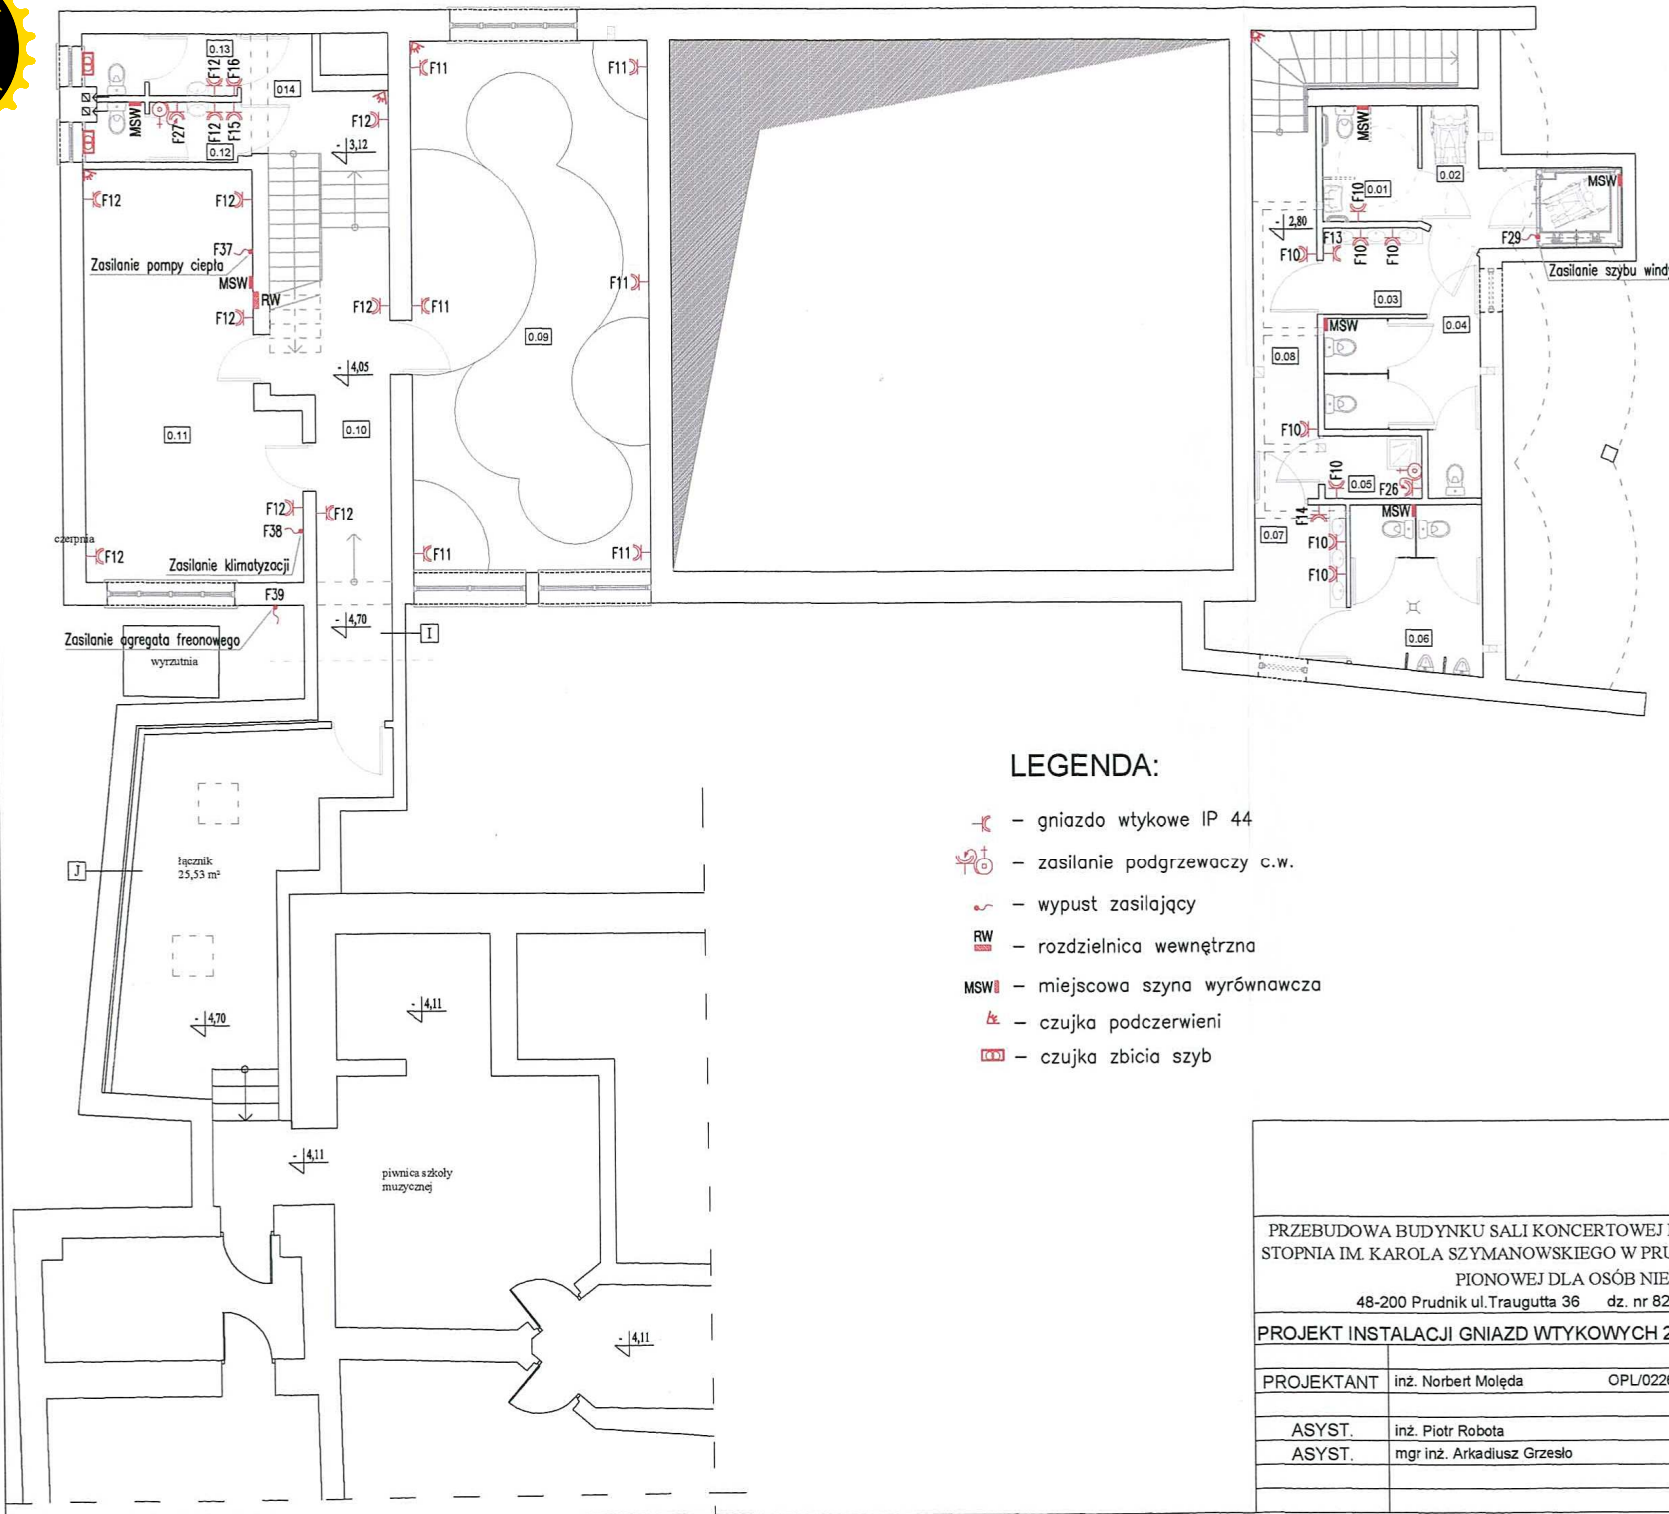 0.13
F12
F16
014
MSW
F27
F12
F15
0.12
F12
- 3,12
F11
F11
F12
F12
F37
Zasilanie pompy ciepła
MSW
RW
F12
F12
F11
F11
0.09
- 4,05
0.11
0.10
F12
F12
F38
czerpnia
F12
Zasilanie klimatyzacji
F11
F11
F39
Zasilanie agregata freonowego
wyrzutnia
- 4,70
I
MSW
0.02
0.01
F10
MSW
- 2,80
F13
F10
F10
F10
F29
Zasilanie szybu windy
0.03
MSW
0.04
0.08
F10
F10
0.05
F26
F14
MSW
0.07
F10
F10
0.06
J
łącznik
25,53 m²
- 4,70
- 4,11
- 4,11
piwnica szkoły
muzycznej
- 4,11
LEGENDA:
– gniazdo wtykowe IP 44
– zasilanie podgrzewaczy c.w.
– wypust zasilający
RW – rozdzielnica wewnętrzna
MSW – miejscowa szyna wyrównawcza
– czujka podczerwieni
– czujka zbicia szyb
PRZEBUDOWA BUDYNKU SALI KONCERTOWEJ
STOPNIA IM. KAROLA SZYMANOWSKIEGO W PRU
PIONOWEJ DLA OSÓB NIE
48-200 Prudnik ul.Traugutta 36 dz. nr 82
PROJEKT INSTALACJI GNIAZD WTYKOWYCH 2
PROJEKTANT inż. Norbert Molęda OPL/0226
ASYST. inż. Piotr Robota
ASYST. mgr inż. Arkadiusz Grzesło